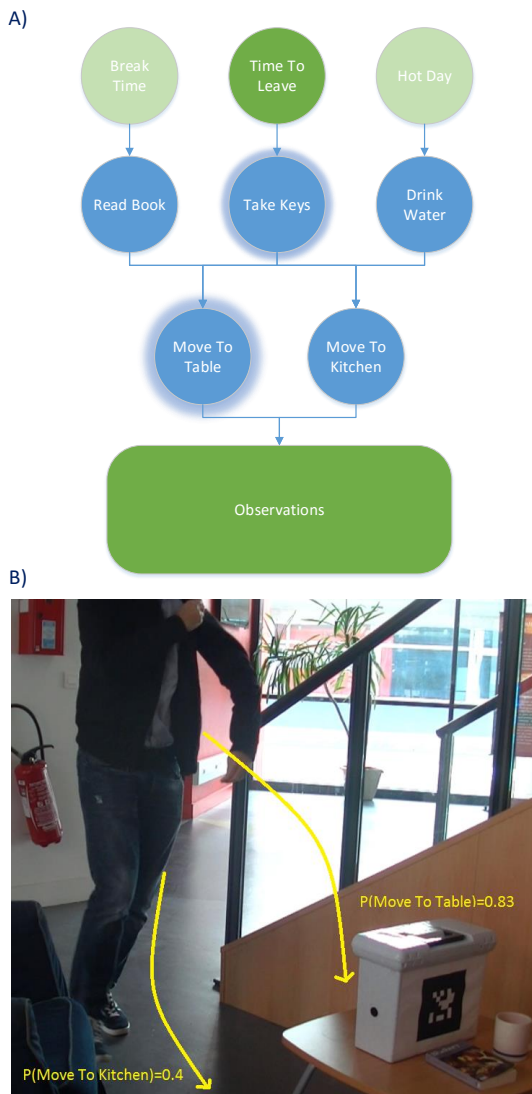 A)
Break
Time
Time To
Leave
Hot Day
Read Book
Take Keys
Drink
Water
Move To
Table
Move To
Kitchen
Observations
B)
P(Move To Table)=0.83
P(Move To Kitchen)=0.4